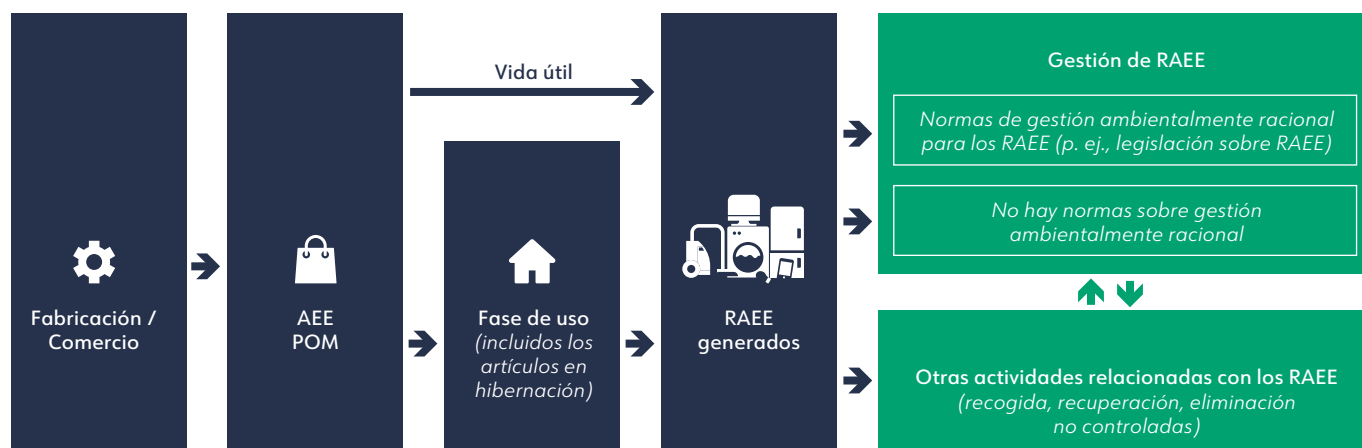 Fabricación /
Comercio
AEE
POM
Vida útil
Fase de uso
(incluidos los
artículos en
hibernación)
RAEE
generados
Gestión de RAEE
Normas de gestión ambientalmente racional
para los RAEE (p. ej., legislación sobre RAEE)
No hay normas sobre gestión
ambientalmente racional
Otras actividades relacionadas con los RAEE
(recogida, recuperación, eliminación
no controladas)